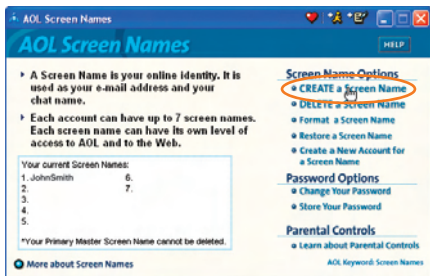 AOL Screen Names
AOL Screen Names
HELP
A Screen Name is your online identity. It is
used as your e-mail address and your
chat name.
Each account can have up to 7 screen names.
Each screen name can have its own level of
access to AOL and to the Web.
Your current Screen Names:
1. JohnSmith 6.
2. 7.
3.
4.
5.
*Your Primary Master Screen Name cannot be deleted.
More about Screen Names
Screen Name Options
CREATE a Screen Name
DELETE a Screen Name
Format a Screen Name
Restore a Screen Name
Create a New Account for
a Screen Name
Password Options
Change Your Password
Store Your Password
Parental Controls
Learn about Parental Controls
AOL Keyword: Screen Names